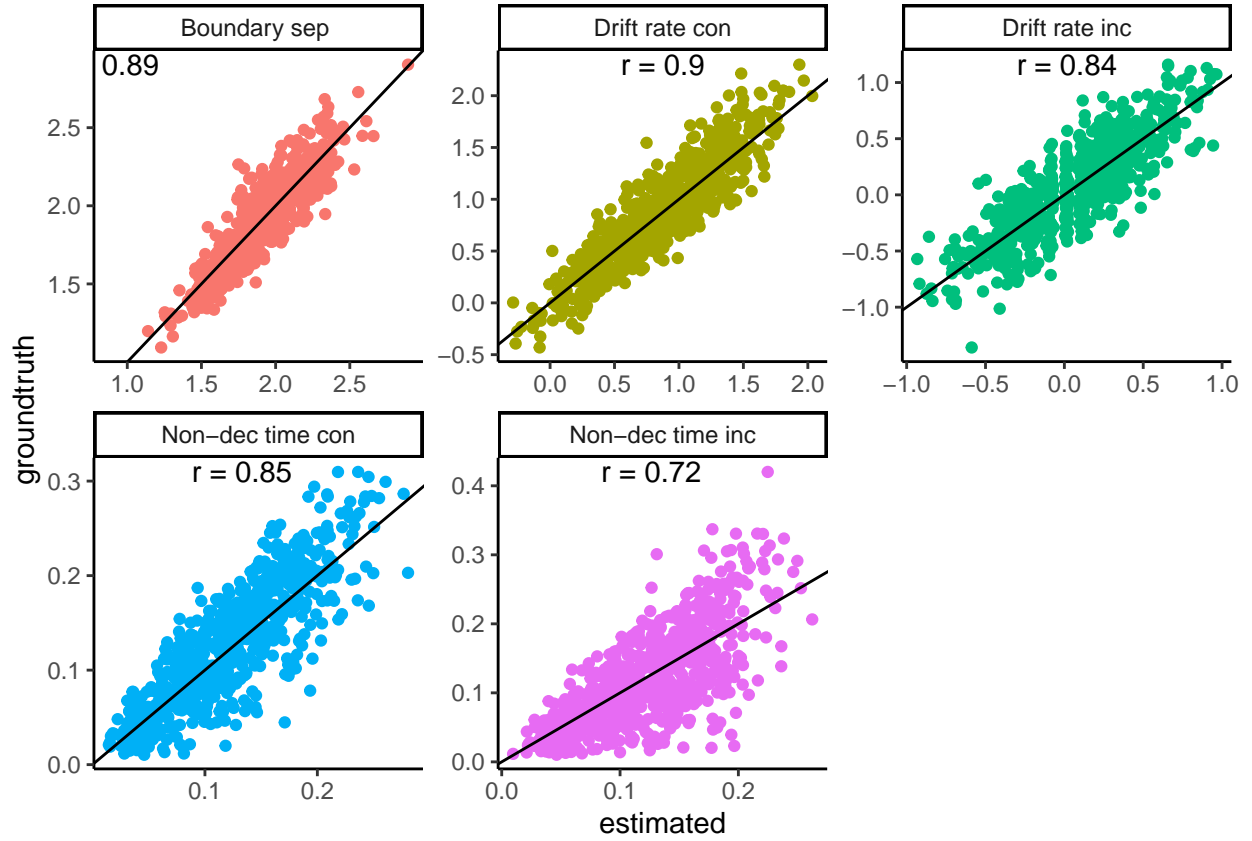 Boundary sep
Drift rate con
Drift rate inc
0.89
r = 0.9
r = 0.84
2.5
2.0
1.5
1.0 1.5 2.0 2.5
2.0
1.5
1.0
0.5
0.0
−0.5
0.0 0.5 1.0 1.5 2.0
1.0
0.5
0.0
−0.5
−1.0
−1.0 −0.5 0.0 0.5 1.0
groundtruth
Non−dec time con
Non−dec time inc
r = 0.85
r = 0.72
0.3
0.2
0.1
0.0
0.1 0.2
0.4
0.3
0.2
0.1
0.0
0.0 0.1 0.2
estimated